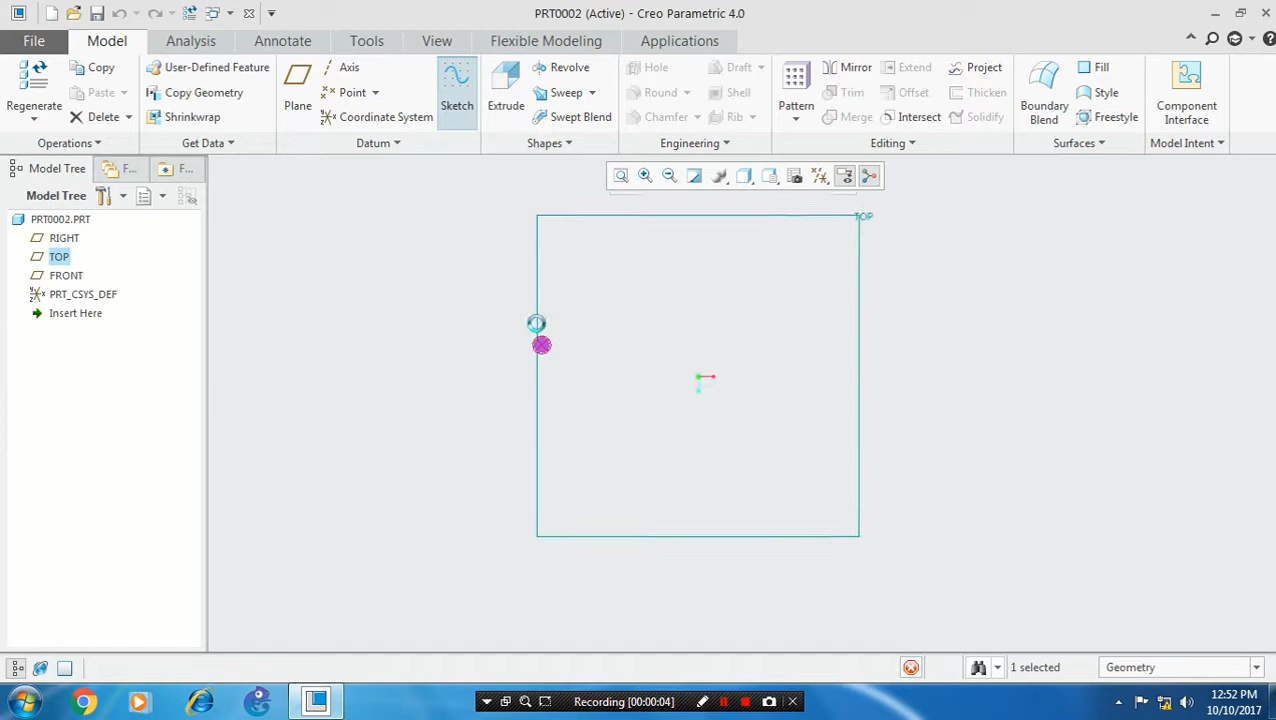 PRT0002 (Active) - Creo Parametric 4.0
File Model Analysis Annotate Tools View Flexible Modeling Applications
Regenerate
Copy
Paste
Delete
User-Defined Feature
Copy Geometry
Shrinkwrap
Plane
Axis
Point
Coordinate System
Sketch
Extrude
Revolve
Sweep
Swept Blend
Hole
Round
Chamfer
Draft
Shell
Rib
Pattern
Mirror
Trim
Merge
Extend
Offset
Intersect
Project
Thicken
Solidify
Boundary
Blend
Fill
Style
Freestyle
Component
Interface
Operations Get Data Datum Shapes Engineering Editing Surfaces Model Intent
Model Tree F... F...
Model Tree
PRT0002.PRT
RIGHT
TOP
FRONT
PRT_CSYS_DEF
Insert Here
TOP
1 selected
Geometry
Recording [00:00:04]
12:52 PM
10/10/2017